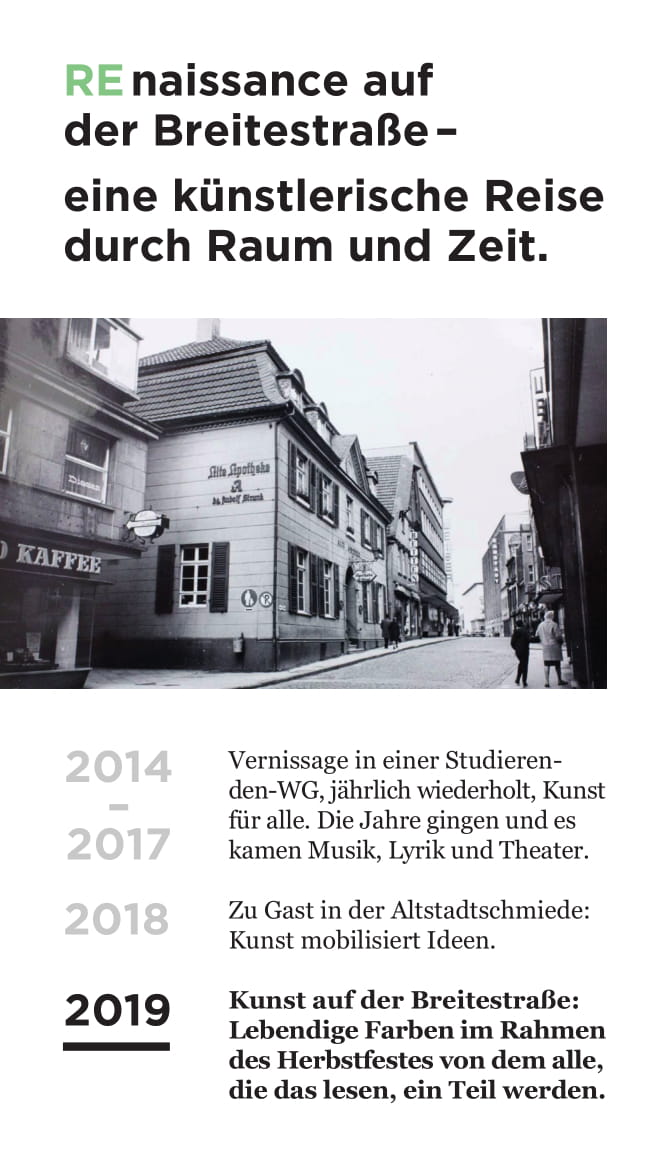 REnaissance auf
der Breitestraße –
eine künstlerische Reise
durch Raum und Zeit.
Alte Apotheke
KAFFEE
2014
–
2017
Vernissage in einer Studieren-
den-WG, jährlich wiederholt, Kunst
für alle. Die Jahre gingen und es
kamen Musik, Lyrik und Theater.
2018
Zu Gast in der Altstadtschmiede:
Kunst mobilisiert Ideen.
2019
Kunst auf der Breitestraße:
Lebendige Farben im Rahmen
des Herbstfestes von dem alle,
die das lesen, ein Teil werden.